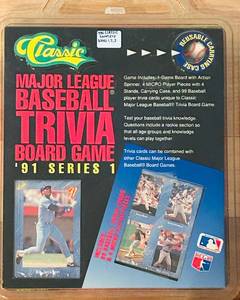 Classic
MAJOR LEAGUE
BASEBALL
TRIVIA
BOARD GAME
'91 SERIES 1
REUSABLE CARRYING CASE
Game Includes: 1 Game Board with Action
Spinner, 4 MICRO Player Pieces with 4
Stands, Carrying Case, and 99 Baseball
player trivia cards unique to Classic
Major League Baseball Trivia Board Game
Test your baseball trivia knowledge.
Questions include a rookie section so
that all age groups and knowledge
levels can play together!
Trivia cards can be combined with
other Classic Major League
Baseball Board Games.